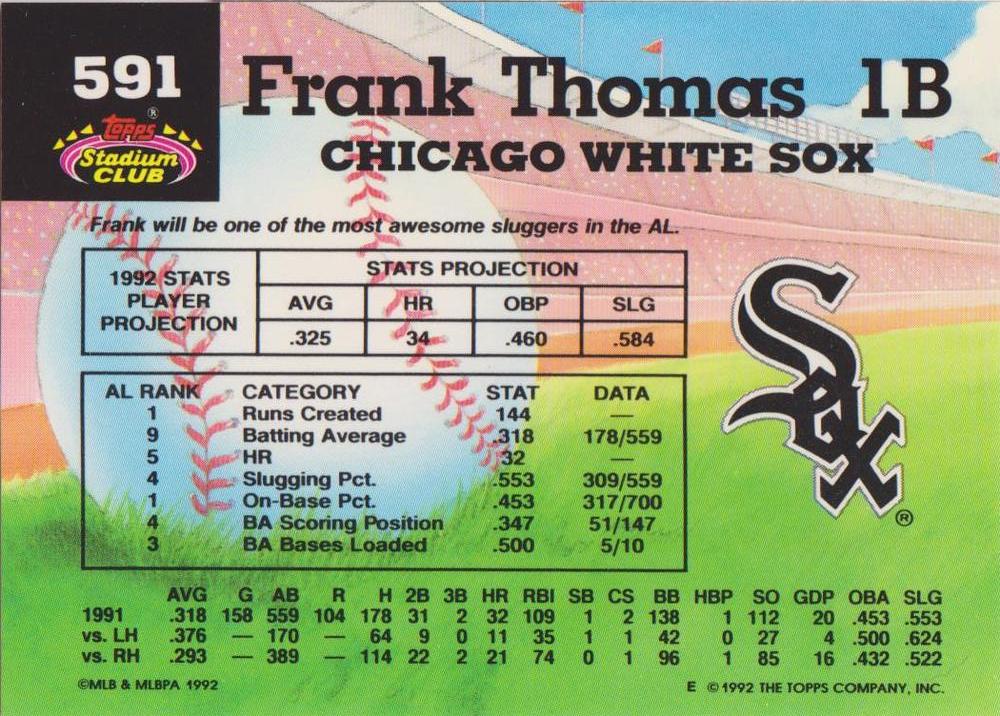 591
Topps ®
Stadium
CLUB
Frank Thomas 1B
CHICAGO WHITE SOX
Frank will be one of the most awesome sluggers in the AL.
1992 STATS
PLAYER
PROJECTION
STATS PROJECTION
AVG HR OBP SLG
.325 34 .460 .584
Sox ®
AL RANK CATEGORY STAT DATA
1 Runs Created 144 —
9 Batting Average .318 178/559
5 HR 32 —
4 Slugging Pct. .553 309/559
1 On-Base Pct. .453 317/700
4 BA Scoring Position .347 51/147
3 BA Bases Loaded .500 5/10
AVG G AB R H 2B 3B HR RBI SB CS BB HBP SO GDP OBA SLG
1991 .318 158 559 104 178 31 2 32 109 1 2 138 1 112 20 .453 .553
vs. LH .376 — 170 — 64 9 0 11 35 1 1 42 0 27 4 .500 .624
vs. RH .293 — 389 — 114 22 2 21 74 0 1 96 1 85 16 .432 .522
©MLB & MLBPA 1992
E ©1992 THE TOPPS COMPANY, INC.